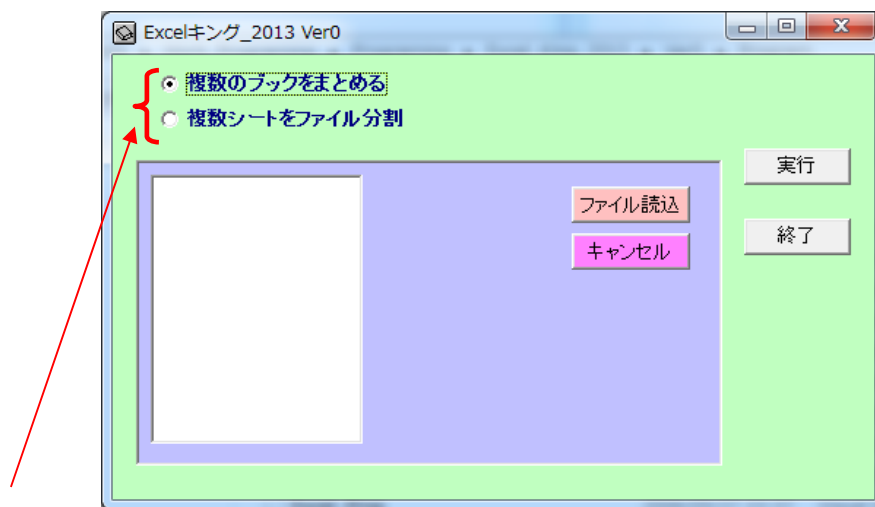 Excelキング_2013 Ver0
複数のブックをまとめる
複数シートをファイル分割
実行
ファイル読込
終了
キャンセル